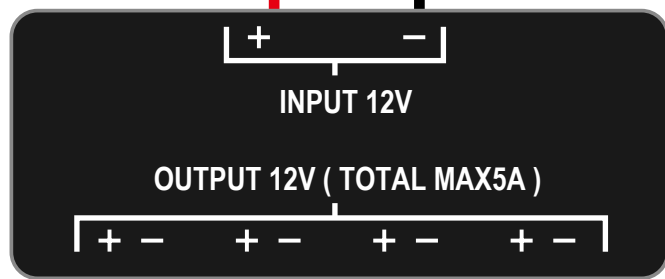 + −
INPUT 12V
OUTPUT 12V ( TOTAL MAX5A )
+ − + − + − + −